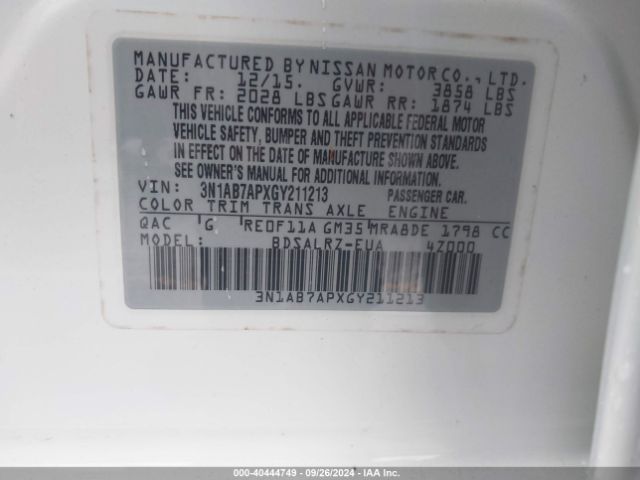 MANUFACTURED BY NISSAN MOTOR CO., LTD.
DATE: 12/15. GVWR: 3858 LBS
GAWR FR: 2028 LBS GAWR RR: 1874 LBS
THIS VEHICLE CONFORMS TO ALL APPLICABLE FEDERAL MOTOR
VEHICLE SAFETY, BUMPER AND THEFT PREVENTION STANDARDS
IN EFFECT ON THE DATE OF MANUFACTURE SHOWN ABOVE.
SEE OWNER'S MANUAL FOR ADDITIONAL INFORMATION.
VIN: 3N1AB7APXGY211213 PASSENGER CAR.
COLOR TRIM TRANS AXLE ENGINE
QAC G RE0F11A GM35 MRA8DE 1798 CC
MODEL: BDSALRZ-EUA 4Z000
3N1AB7APXGY211213
000-40444749 - 09/26/2024 - IAA Inc.